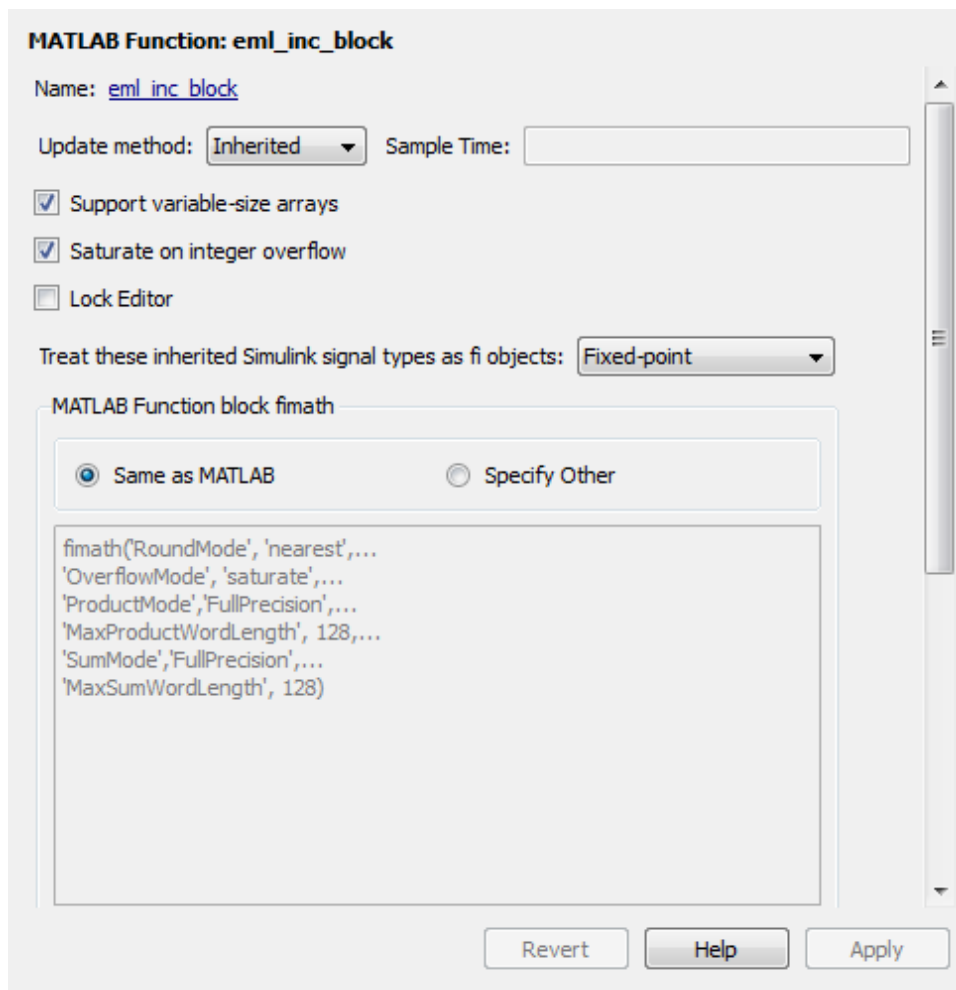 MATLAB Function: eml_inc_block
Name: eml_inc_block
Update method: Inherited Sample Time:
Support variable-size arrays
Saturate on integer overflow
Lock Editor
Treat these inherited Simulink signal types as fi objects: Fixed-point
MATLAB Function block fimath
Same as MATLAB Specify Other
fimath('RoundMode', 'nearest',...
'OverflowMode', 'saturate',...
'ProductMode','FullPrecision',...
'MaxProductWordLength', 128,...
'SumMode','FullPrecision',...
'MaxSumWordLength', 128)
Revert Help Apply